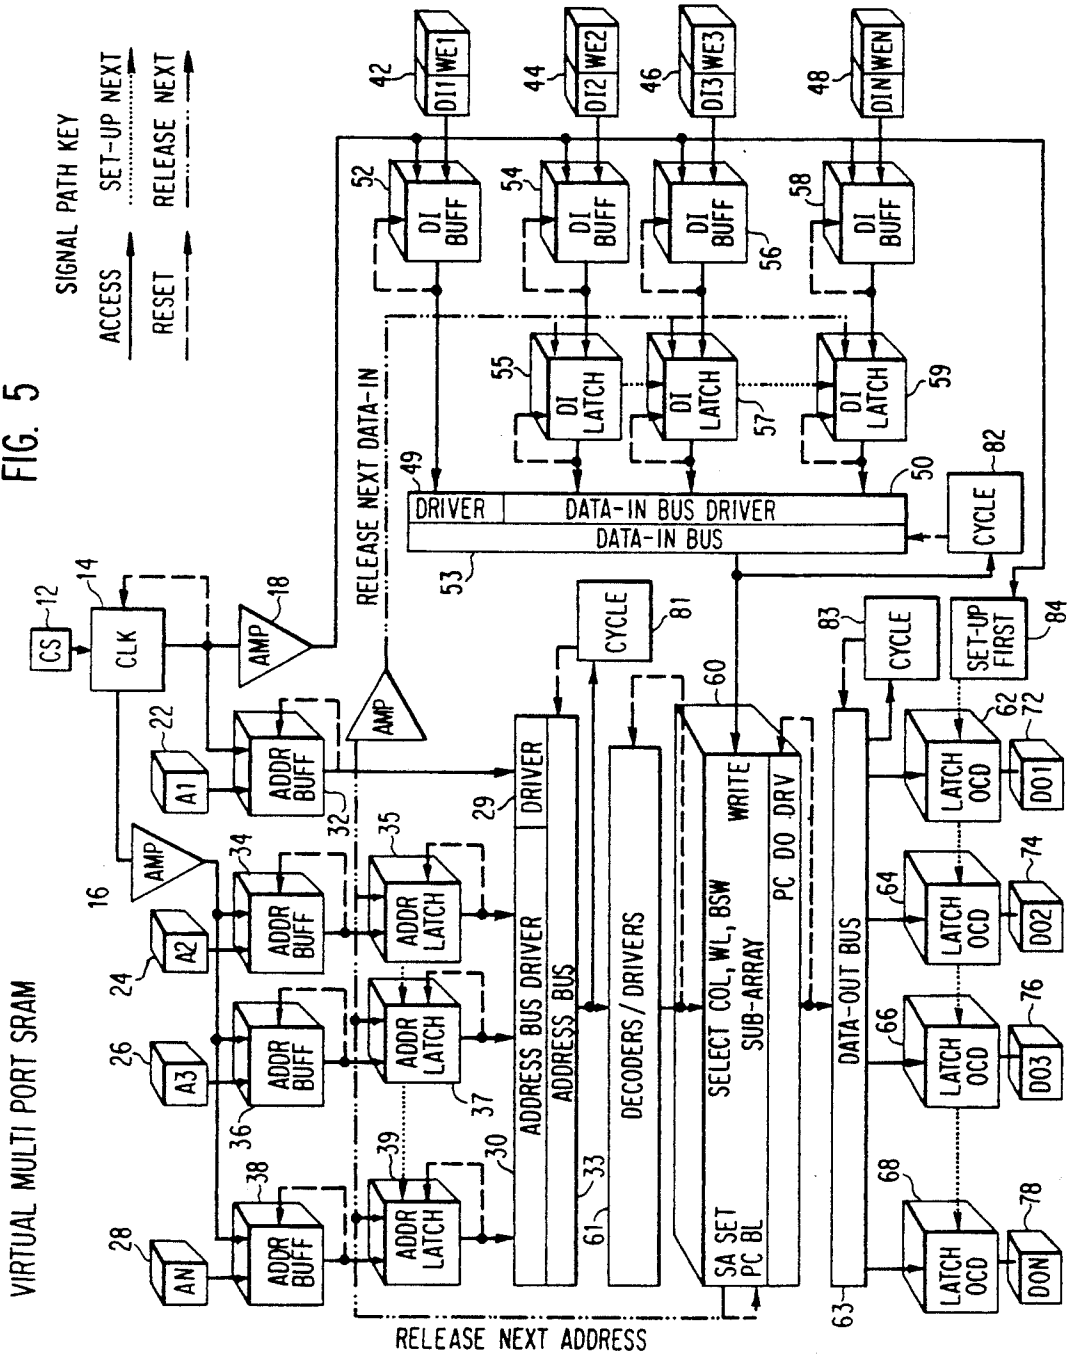 FIG. 5
VIRTUAL MULTI PORT SRAM
SIGNAL PATH KEY
ACCESS
SET-UP NEXT
RESET
RELEASE NEXT
12
CS
14
CLK
16
AMP
18
AMP
22
A1
24
A2
26
A3
28
AN
ADDR BUFF
32
34
ADDR BUFF
36
ADDR BUFF
38
ADDR BUFF
35
ADDR LATCH
37
ADDR LATCH
39
ADDR LATCH
AMP
RELEASE NEXT DATA-IN
RELEASE NEXT ADDRESS
29
DRIVER
30
ADDRESS BUS DRIVER
ADDRESS BUS
33
CYCLE
81
61
DECODERS/DRIVERS
60
SELECT COL, WL, BSW
WRITE
SUB-ARRAY
SA SET
PC BL
PC DO DRV
63
DATA-OUT BUS
83
CYCLE
SET-UP FIRST
84
62
LATCH OCD
64
LATCH OCD
66
LATCH OCD
68
LATCH OCD
72
DO1
74
DO2
76
DO3
78
DON
42
DI1 WE1
44
DI2 WE2
46
DI3 WE3
48
DIN WEN
52
DI BUFF
54
DI BUFF
56
DI BUFF
58
DI BUFF
55
DI LATCH
57
DI LATCH
59
DI LATCH
49
DRIVER
50
DATA-IN BUS DRIVER
53
DATA-IN BUS
82
CYCLE